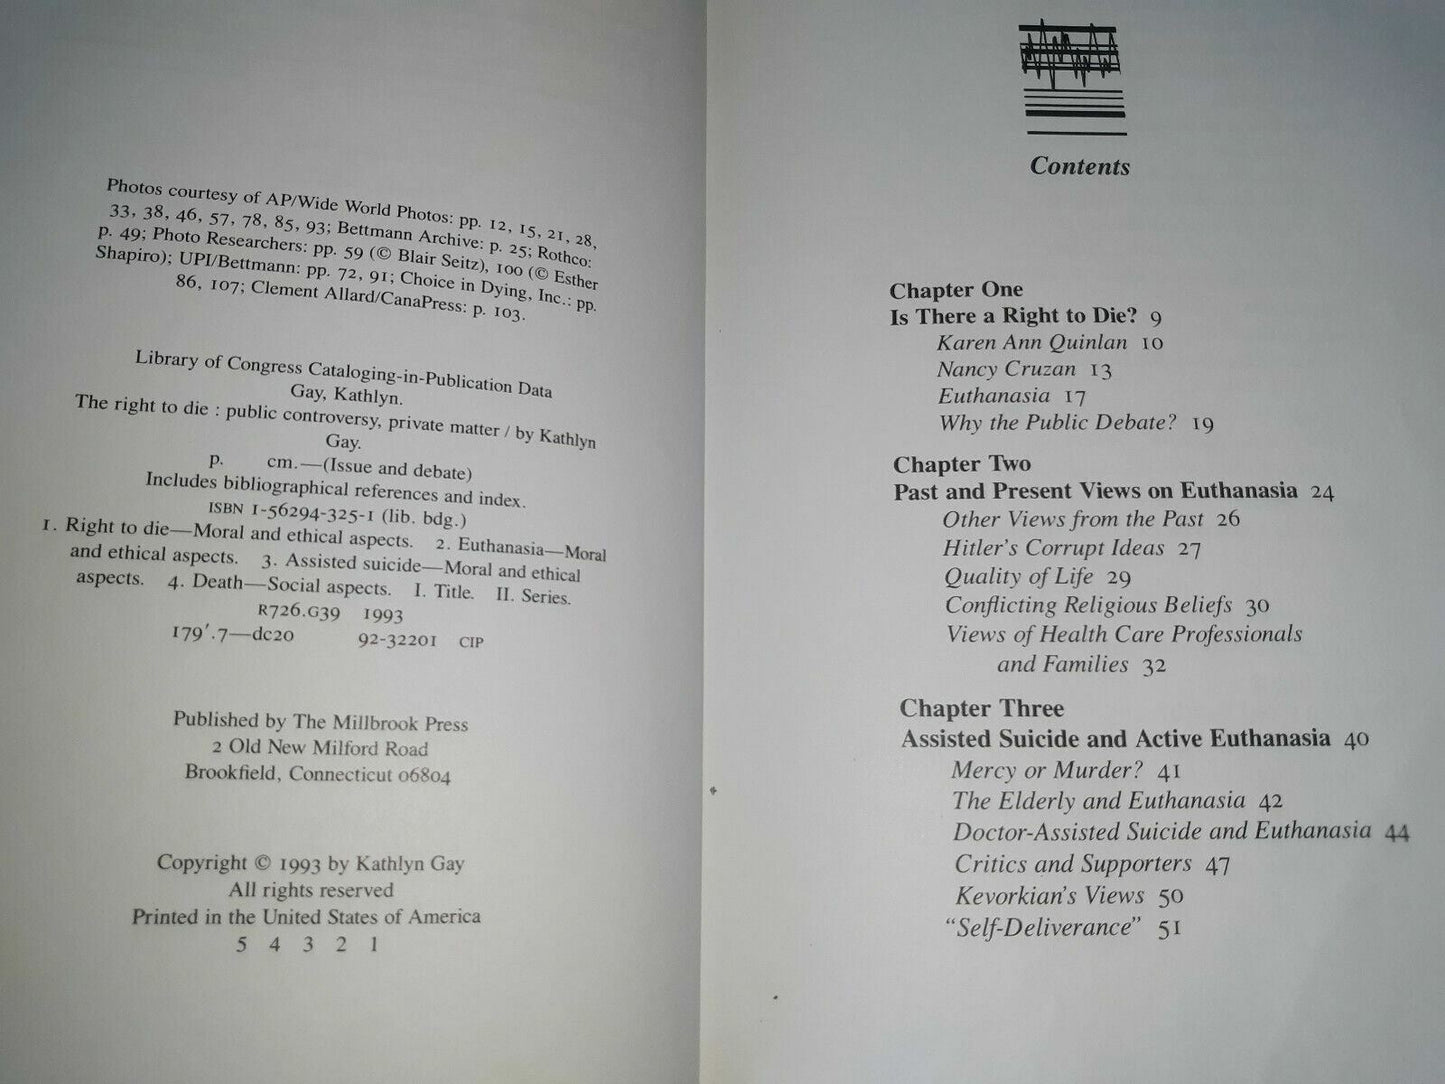 Photos courtesy of AP/Wide World Photos: pp. 12, 15, 21, 28,
33, 38, 46, 57, 78, 85, 93; Bettmann Archive: p. 25; Rothco:
p. 49; Photo Researchers: pp. 59 (© Blair Seitz), 100 (© Esther
Shapiro); UPI/Bettmann: pp. 72, 91; Choice in Dying, Inc.: pp.
86, 107; Clement Allard/CanaPress: p. 103.
Library of Congress Cataloging-in-Publication Data
Gay, Kathlyn.
The right to die : public controversy, private matter / by Kathlyn
Gay.
p. cm.—(Issue and debate)
Includes bibliographical references and index.
ISBN 1-56294-325-1 (lib. bdg.)
1. Right to die—Moral and ethical aspects. 2. Euthanasia—Moral
and ethical aspects. 3. Assisted suicide—Moral and ethical
aspects. 4. Death—Social aspects. I. Title. II. Series.
R726.G39 1993
179′.7—dc20 92-32201 CIP
Published by The Millbrook Press
2 Old New Milford Road
Brookfield, Connecticut 06804
Copyright © 1993 by Kathlyn Gay
All rights reserved
Printed in the United States of America
5 4 3 2 1
Contents
Chapter One
Is There a Right to Die? 9
Karen Ann Quinlan 10
Nancy Cruzan 13
Euthanasia 17
Why the Public Debate? 19
Chapter Two
Past and Present Views on Euthanasia 24
Other Views from the Past 26
Hitler's Corrupt Ideas 27
Quality of Life 29
Conflicting Religious Beliefs 30
Views of Health Care Professionals
and Families 32
Chapter Three
Assisted Suicide and Active Euthanasia 40
Mercy or Murder? 41
The Elderly and Euthanasia 42
Doctor-Assisted Suicide and Euthanasia 44
Critics and Supporters 47
Kevorkian's Views 50
“Self-Deliverance” 51